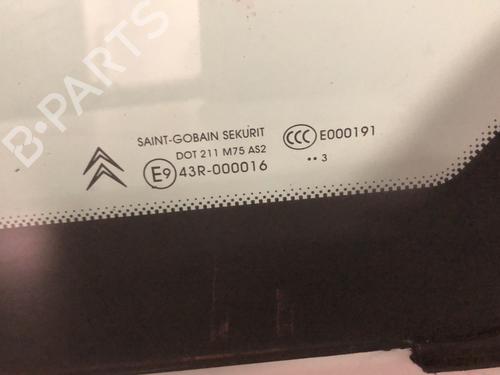 B-PARTS
SAINT-GOBAIN SEKURIT
DOT 211 M75 AS2
E9 43R-000016
CCC E000191
•• 3